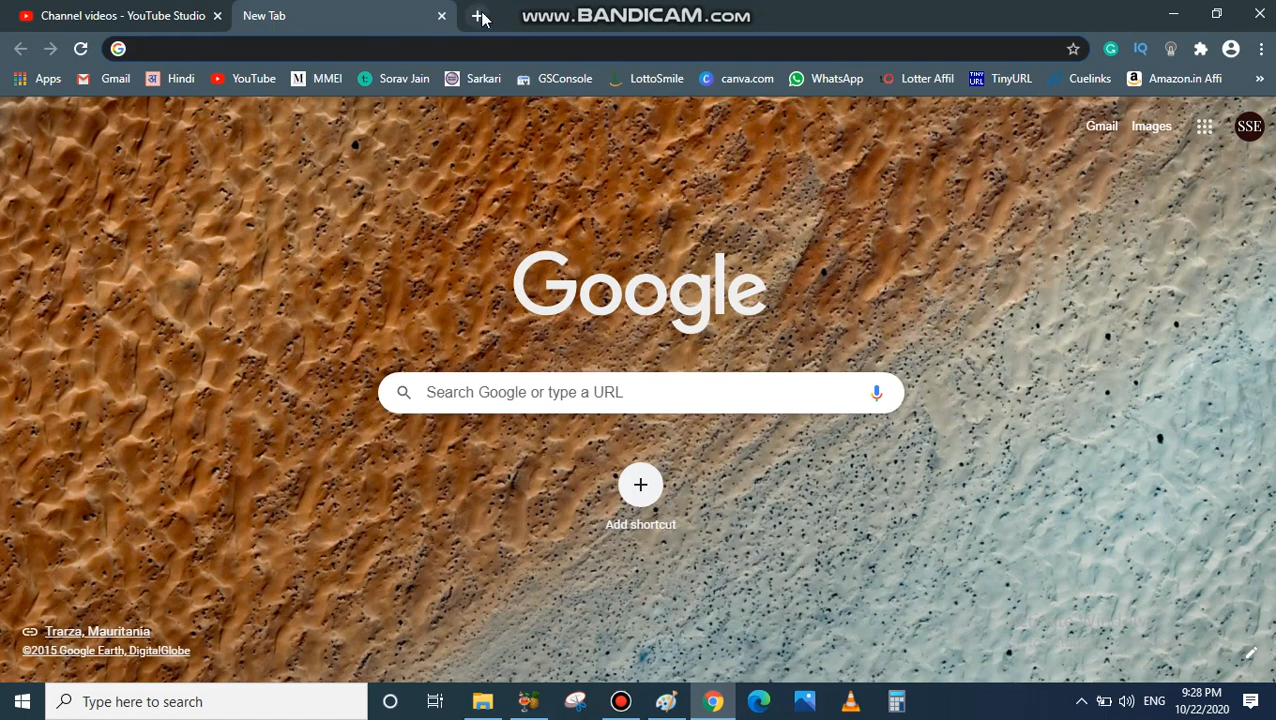 Channel videos - YouTube Studio
New Tab
www.BANDICAM.com
Apps
Gmail
Hindi
YouTube
M MMEI
Sorav Jain
Sarkari
GSConsole
LottoSmile
canva.com
WhatsApp
Lotter Affil
TINY URL TinyURL
Cuelinks
Amazon.in Affi
Gmail
Images
SSE
Google
Search Google or type a URL
Add shortcut
Trarza, Mauritania
©2015 Google Earth, DigitalGlobe
Type here to search
ENG
9:28 PM
10/22/2020